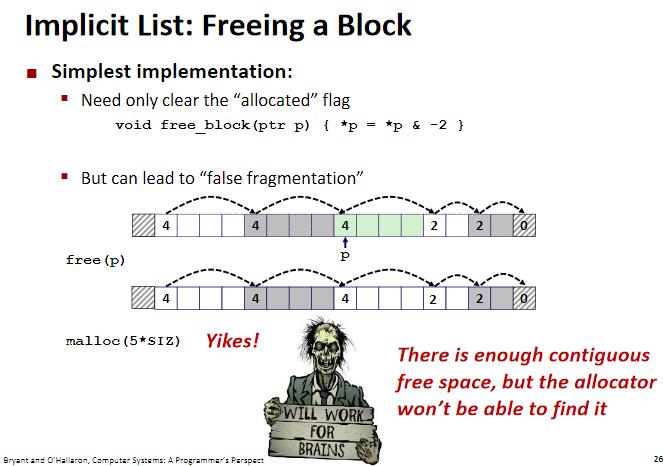 Implicit List: Freeing a Block
Simplest implementation:
Need only clear the “allocated” flag
void free_block(ptr p) { *p = *p & -2 }
But can lead to “false fragmentation”
4 4 4 2 2 0
p
free(p)
4 4 4 2 2 0
malloc(5*SIZ) Yikes!
There is enough contiguous
free space, but the allocator
won’t be able to find it
WILL WORK
FOR
BRAINS
Bryant and O’Hallaron, Computer Systems: A Programmer’s Perspect
26